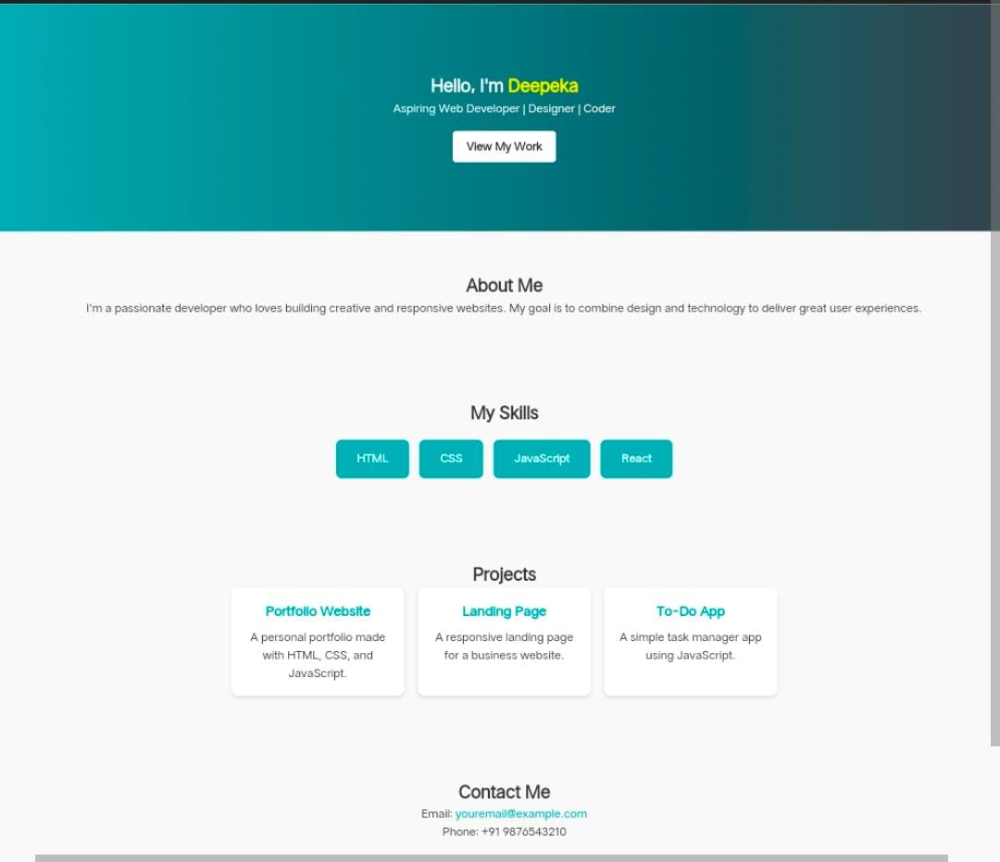 Hello, I'm Deepeka
Aspiring Web Developer | Designer | Coder
View My Work
About Me
I'm a passionate developer who loves building creative and responsive websites. My goal is to combine design and technology to deliver great user experiences.
My Skills
HTML
CSS
JavaScript
React
Projects
Portfolio Website
A personal portfolio made
with HTML, CSS, and
JavaScript.
Landing Page
A responsive landing page
for a business website.
To-Do App
A simple task manager app
using JavaScript.
Contact Me
Email: youremail@example.com
Phone: +91 9876543210